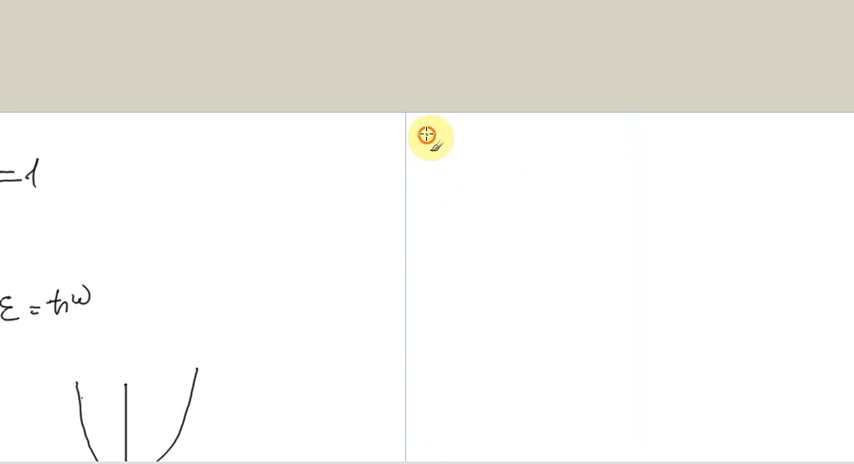 = 1
ε = ħω